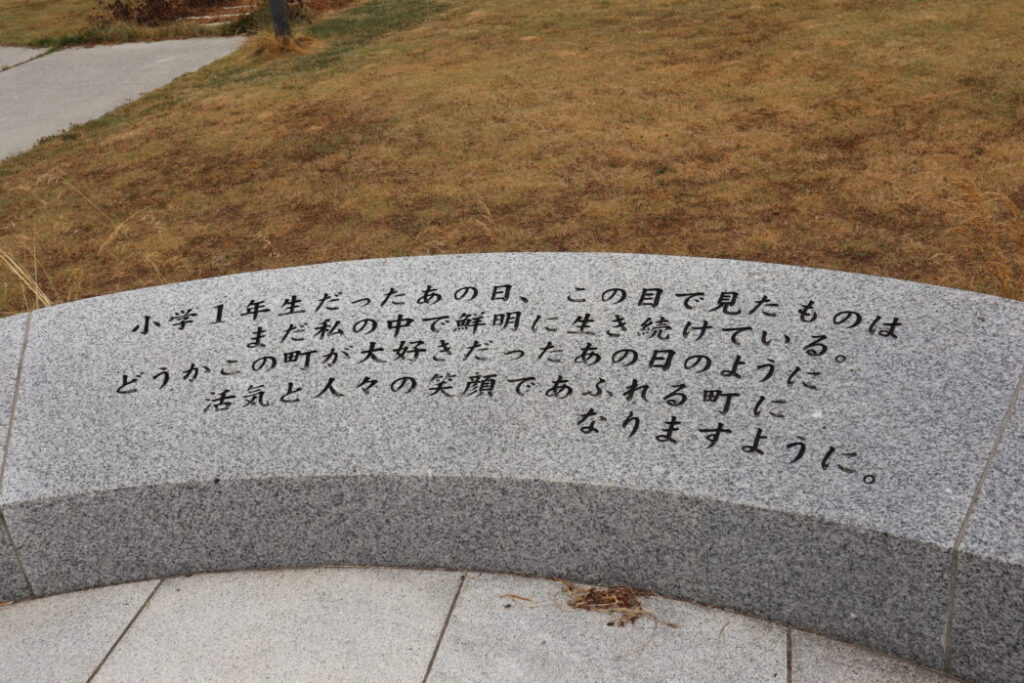 小学1年生だったあの日、この目で見たものは
まだ私の中で鮮明に生き続けている。
どうかこの町が大好きだったあの日のように
活気と人々の笑顔であふれる町に
なりますように。